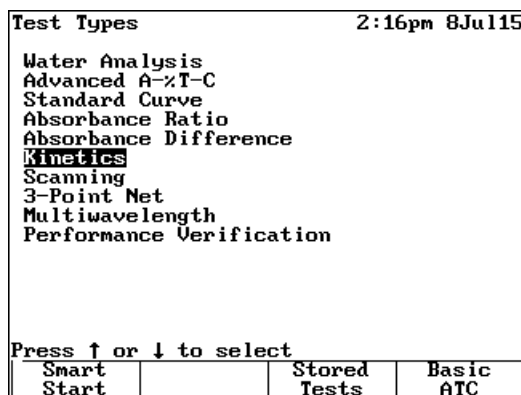 Test Types 2:16pm 8Jul15
Water Analysis
Advanced A-%T-C
Standard Curve
Absorbance Ratio
Absorbance Difference
Kinetics
Scanning
3-Point Net
Multiwavelength
Performance Verification
Press ↑ or ↓ to select
Smart Stored Basic
Start Tests ATC